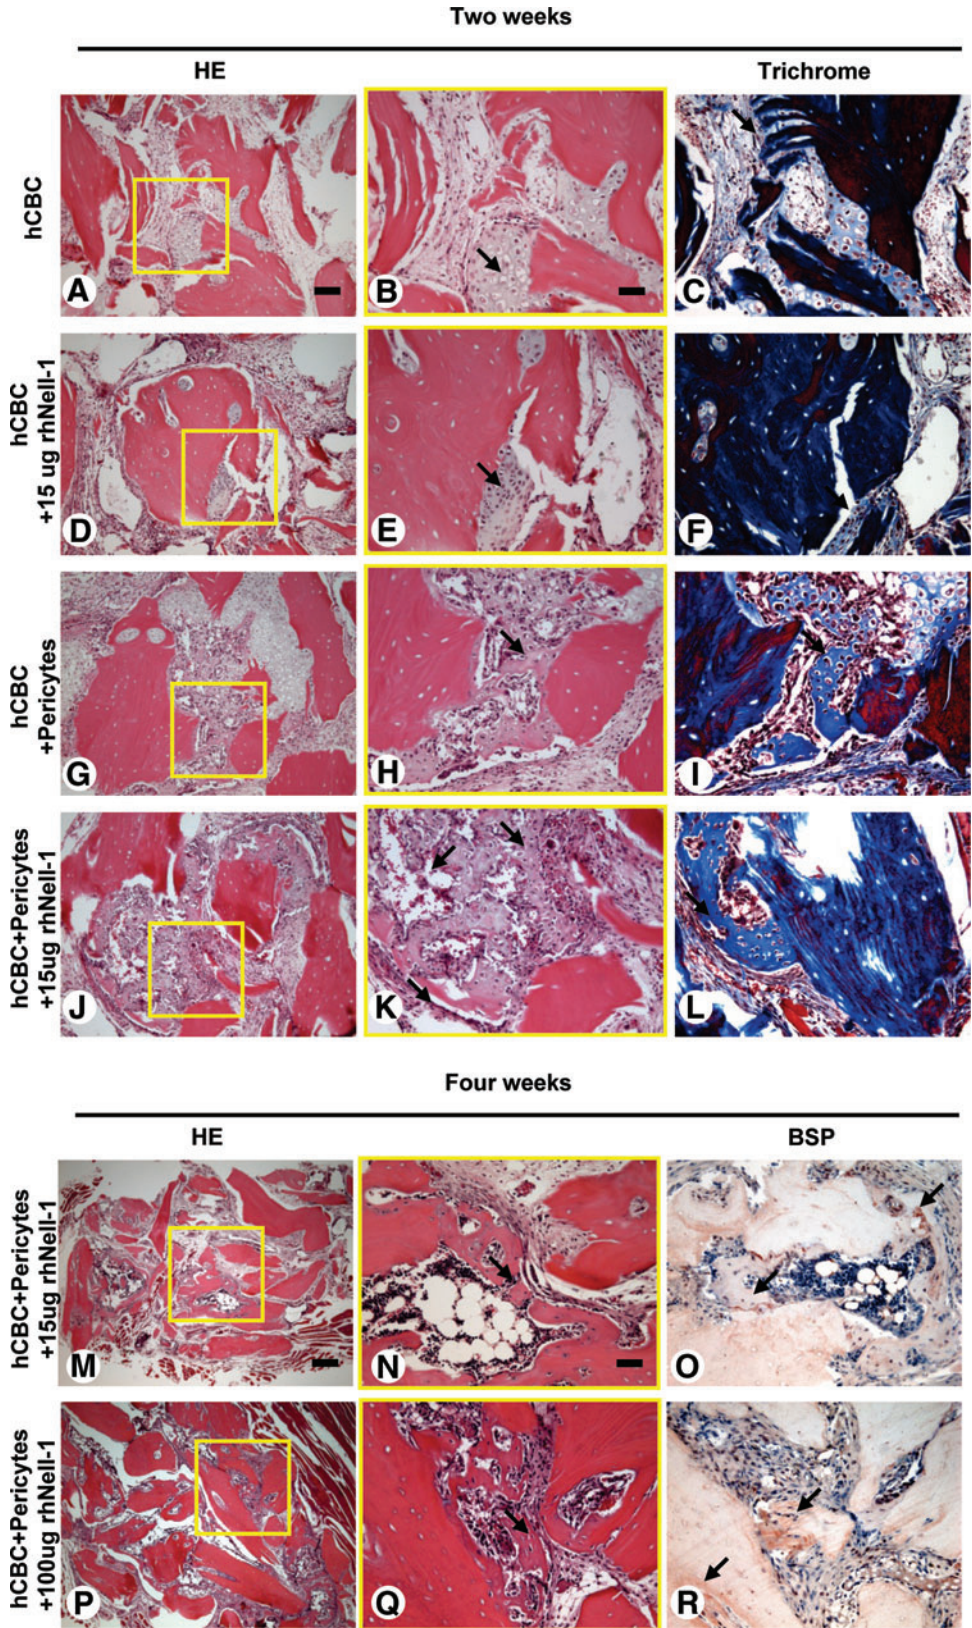 Two weeks
HE
Trichrome
hCBC
A
B
C
hCBC
+15 ug rhNell-1
D
E
F
hCBC
+Pericytes
G
H
I
hCBC+Pericytes
+15ug rhNell-1
J
K
L
Four weeks
HE
BSP
hCBC+Pericytes
+15ug rhNell-1
M
N
O
hCBC+Pericytes
+100ug rhNell-1
P
Q
R